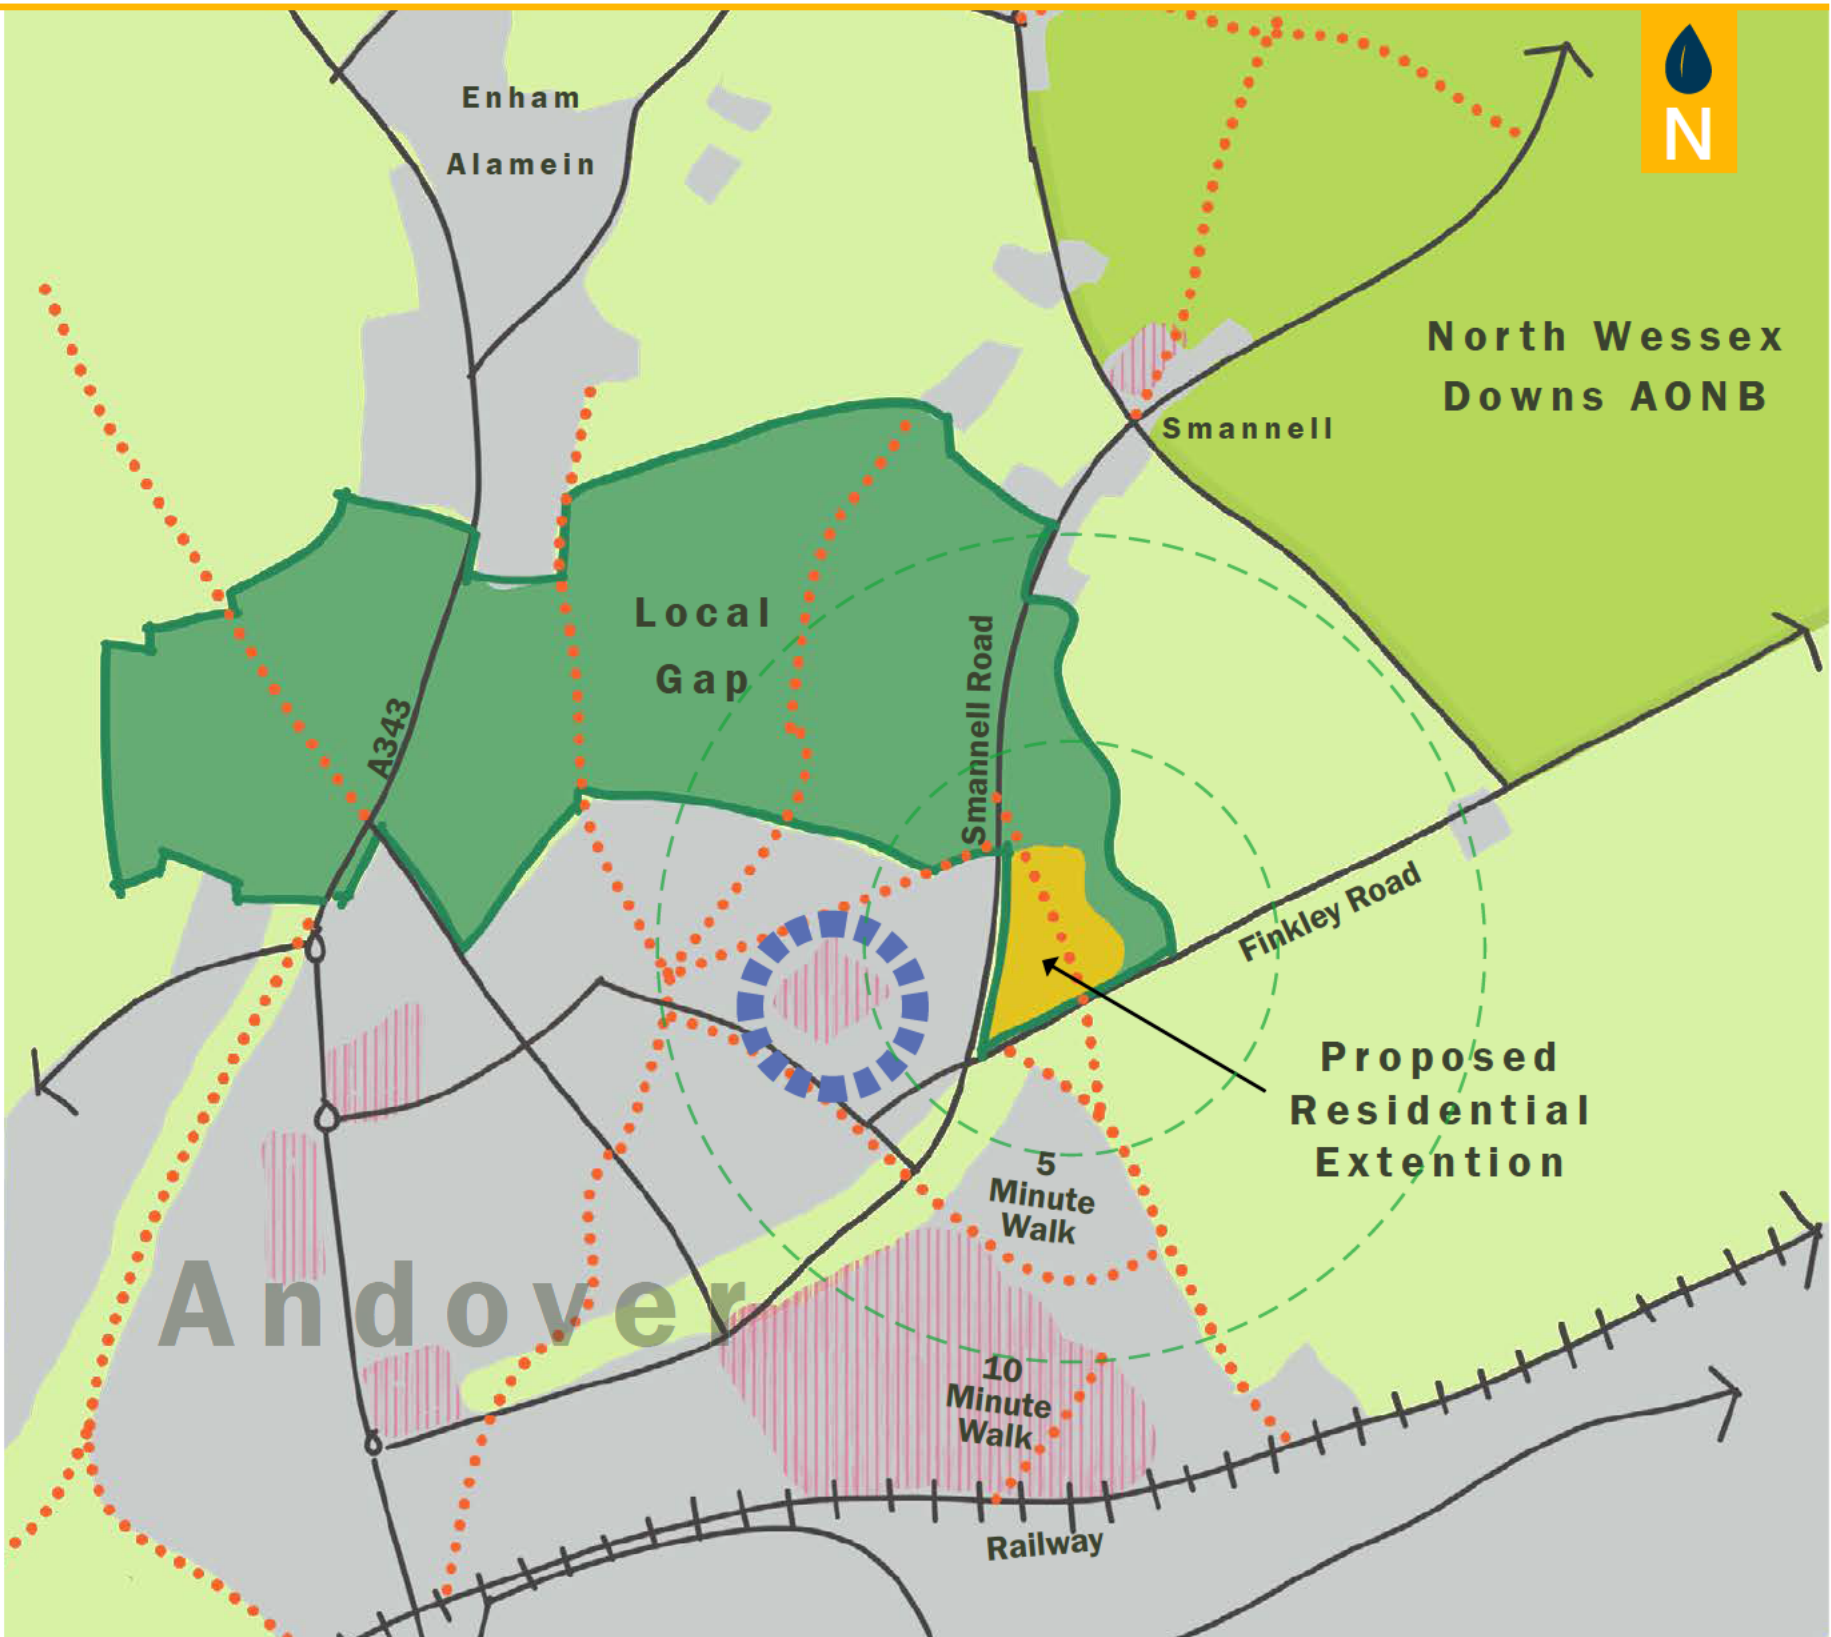 N
Enham
Alamein
North Wessex
Downs AONB
Smannell
Local
Gap
Smannell Road
A343
Finkley Road
Proposed
Residential
Extention
5
Minute
Walk
Andover
10
Minute
Walk
Railway